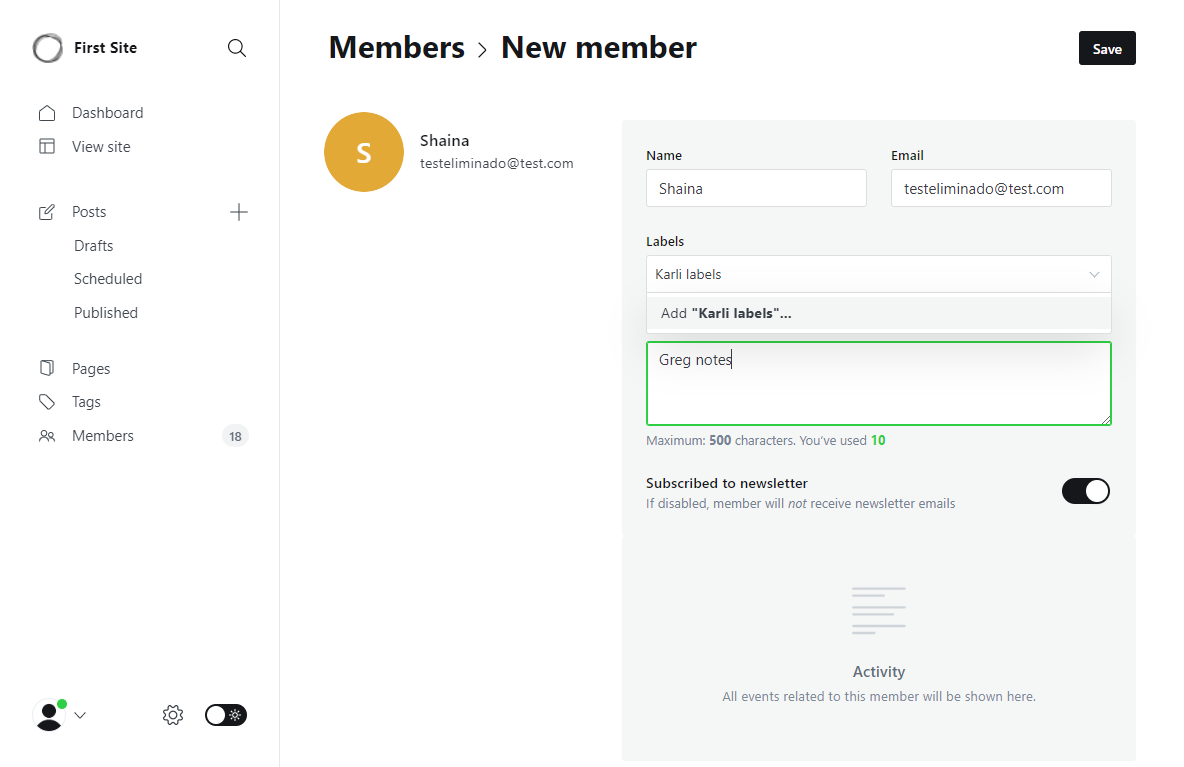 First Site
Dashboard
View site
Posts
Drafts
Scheduled
Published
Pages
Tags
Members
18
Members > New member
Save
S
Shaina
testeliminado@test.com
Name
Email
Shaina
testeliminado@test.com
Labels
Karli labels
Add "Karli labels"...
Greg notes
Maximum: 500 characters. You’ve used 10
Subscribed to newsletter
If disabled, member will not receive newsletter emails
Activity
All events related to this member will be shown here.